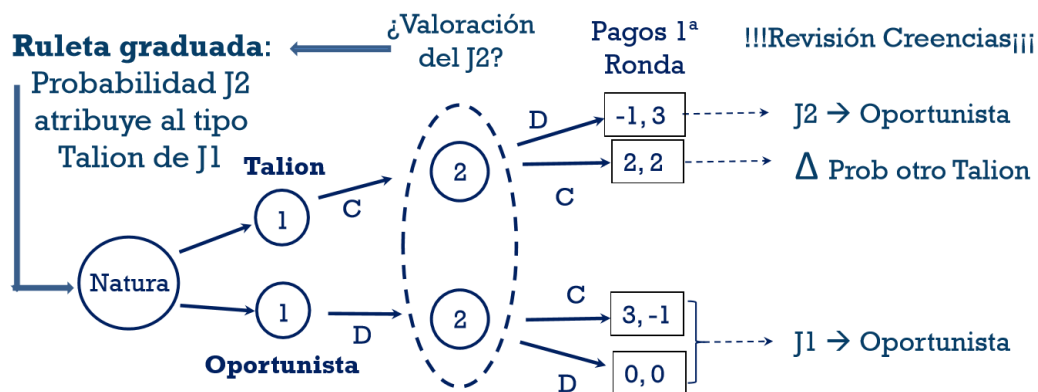 Ruleta graduada:
Probabilidad J2
atribuye al tipo
Talion de J1
¿Valoración
del J2?
Pagos 1ª
Ronda
!!!Revisión Creencias¡¡¡
D
-1, 3
J2 → Oportunista
Talion
2
2, 2
Δ Prob otro Talion
C
C
1
Natura
1
D
2
C
3, -1
J1 → Oportunista
Oportunista
D
0, 0